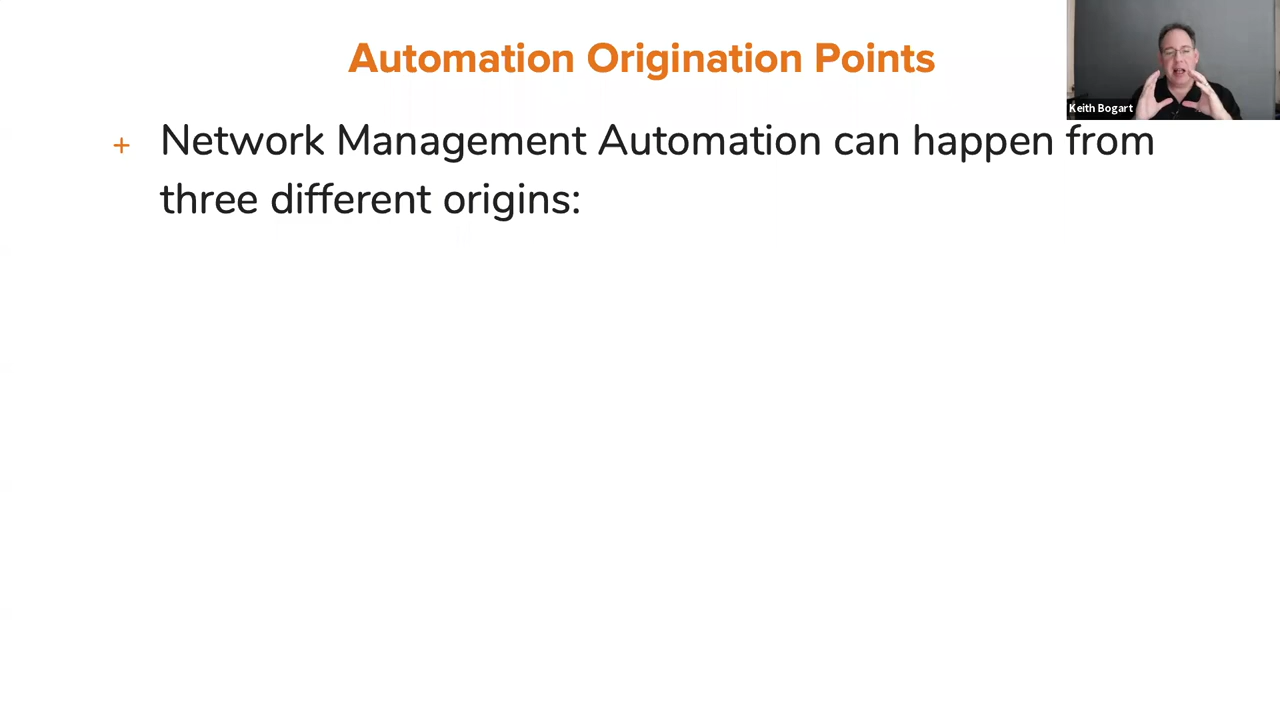 Automation Origination Points
Keith Bogart
+ Network Management Automation can happen from
three different origins: